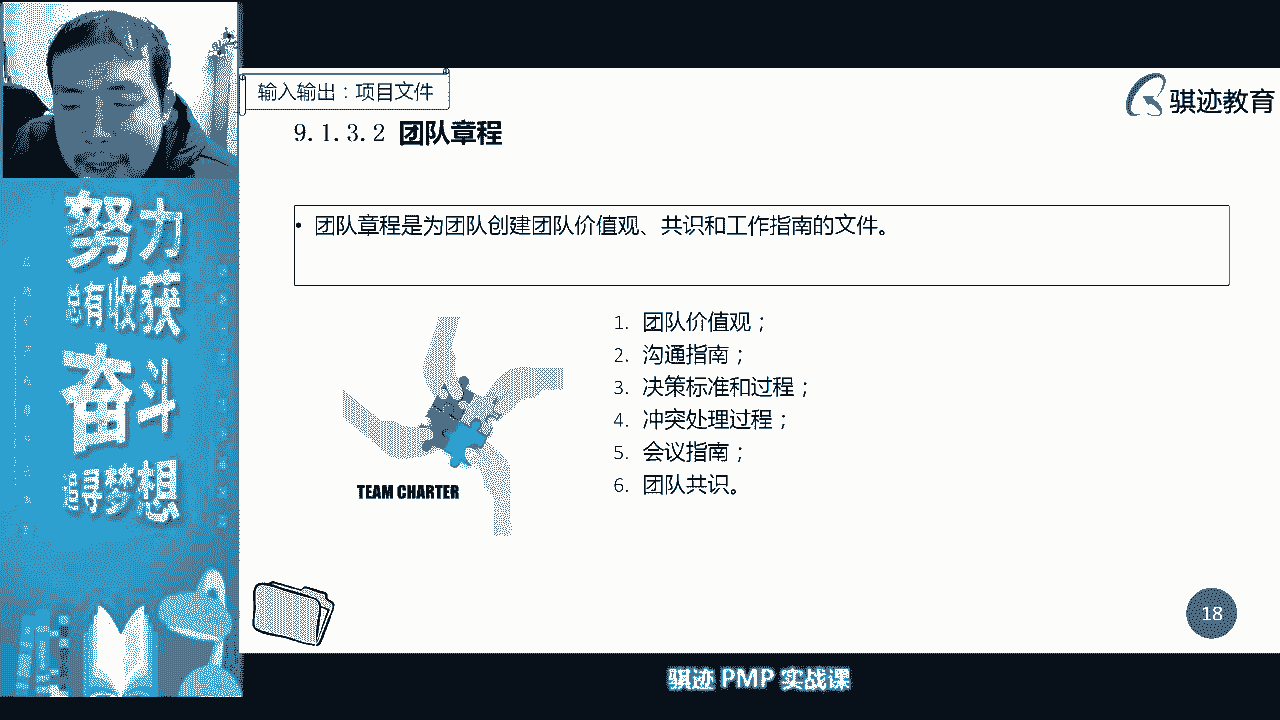 输入输出：项目文件
骐迹教育
9.1.3.2 团队章程
• 团队章程是为团队创建团队价值观、共识和工作指南的文件。
1. 团队价值观；
2. 沟通指南；
3. 决策标准和过程；
4. 冲突处理过程；
5. 会议指南；
6. 团队共识。
TEAM CHARTER
努力
总有收获
奋斗
追寻梦想
18
骐迹 PMP 实战课